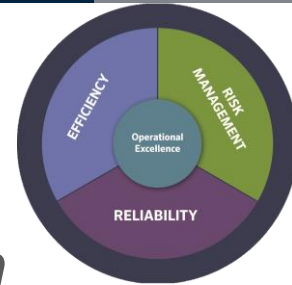 EFFICIENCY
RISK
MANAGEMENT
Operational
Excellence
RELIABILITY